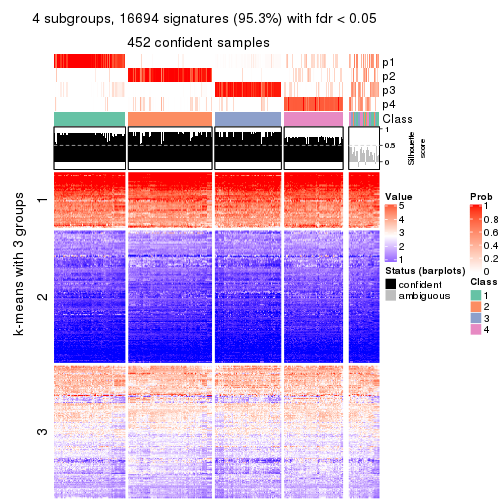 4 subgroups, 16694 signatures (95.3%) with fdr < 0.05
452 confident samples
p1
p2
p3
p4
Class
1
0.5
0
Silhouette
score
k-means with 3 groups
1
2
3
Value
5
4
3
2
1
Status (barplots)
confident
ambiguous
Prob
1
0.8
0.6
0.4
0.2
0
Class
1
2
3
4